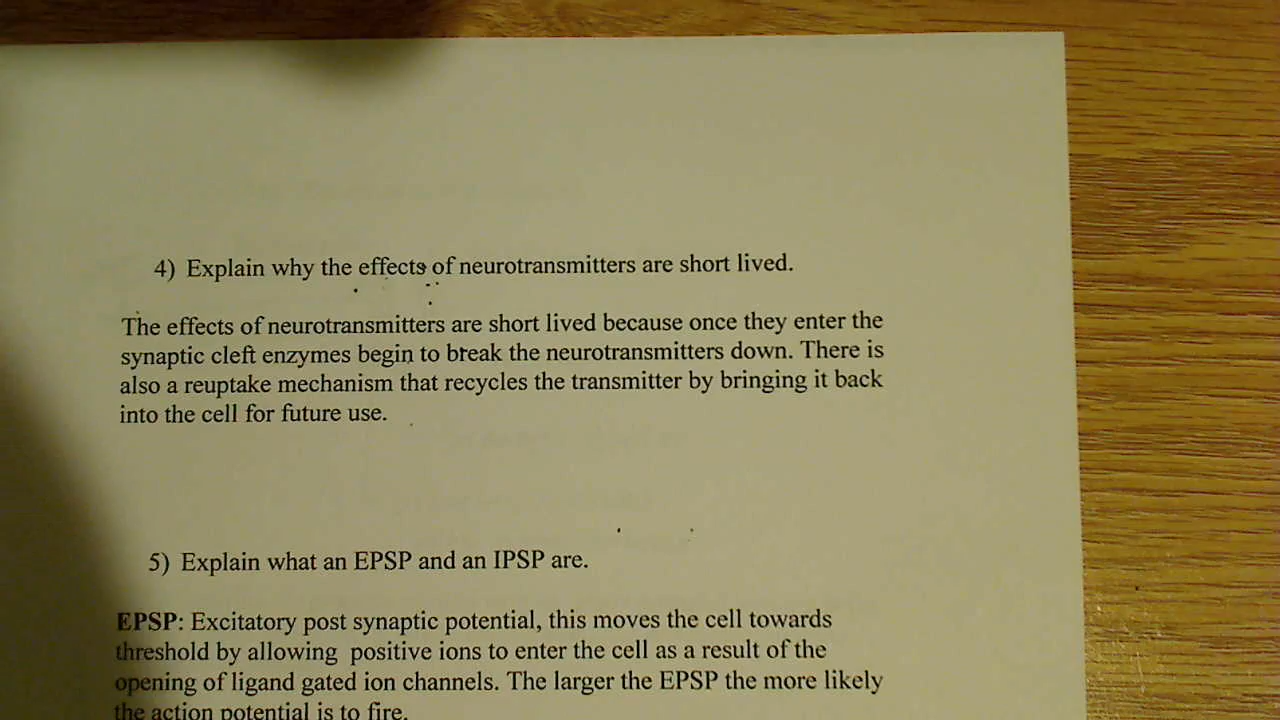 4) Explain why the effects of neurotransmitters are short lived.
The effects of neurotransmitters are short lived because once they enter the
synaptic cleft enzymes begin to break the neurotransmitters down. There is
also a reuptake mechanism that recycles the transmitter by bringing it back
into the cell for future use.
5) Explain what an EPSP and an IPSP are.
EPSP: Excitatory post synaptic potential, this moves the cell towards
threshold by allowing positive ions to enter the cell as a result of the
opening of ligand gated ion channels. The larger the EPSP the more likely
the action potential is to fire.